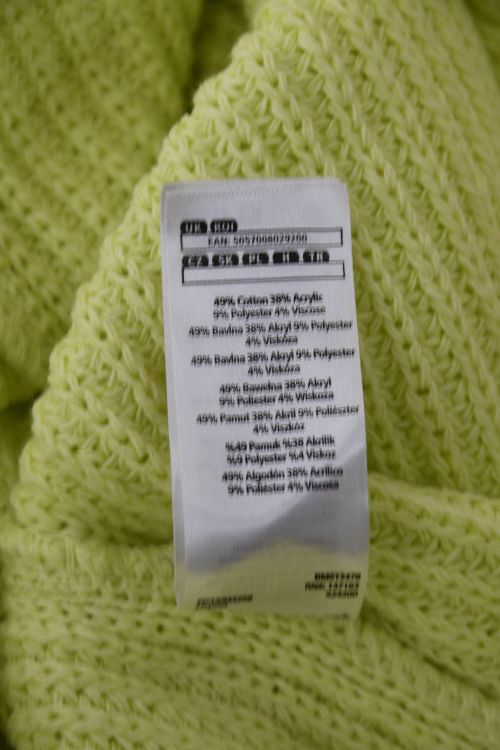 UK ROI
EAN: 5057008029200
CZ SK PL H TR
49% Cotton 38% Acrylic
9% Polyester 4% Viscose
49% Bavlna 38% Akryl 9% Polyester
4% Viskóza
49% Bavlna 38% Akryl 9% Polyester
4% Viskóza
49% Bawełna 38% Akryl
9% Poliester 4% Wiskoza
49% Pamut 38% Akril 9% Poliészter
4% Viszkóz
%49 Pamuk %38 Akrilik
%9 Polyester %4 Viskoz
49% Algodón 38% Acrílico
9% Poliéster 4% Viscosa
RN#: 137104